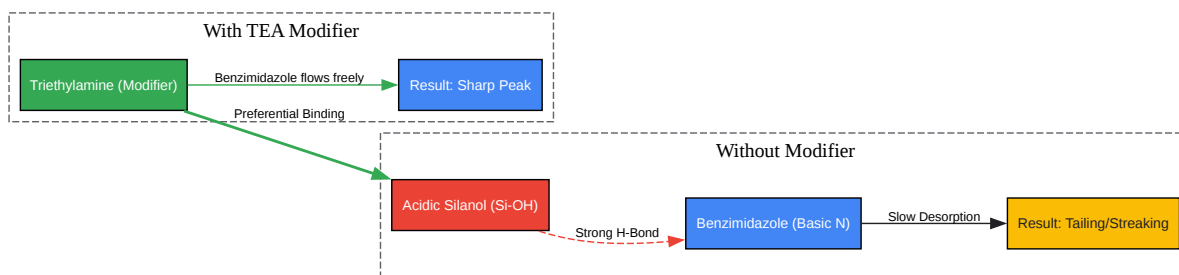 With TEA Modifier
Triethylamine (Modifier)
Benzimidazole flows freely
Result: Sharp Peak
Preferential Binding
Without Modifier
Acidic Silanol (Si-OH)
Strong H-Bond
Benzimidazole (Basic N)
Slow Desorption
Result: Tailing/Streaking